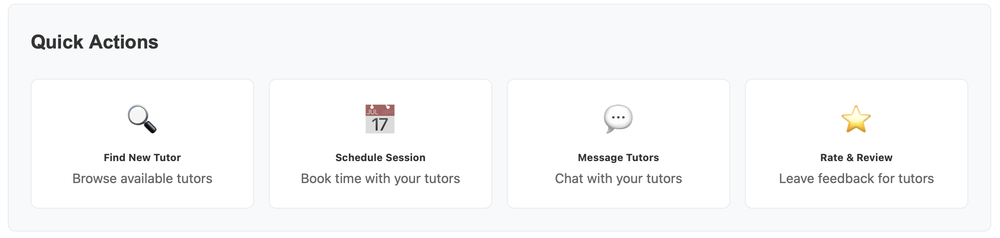 Quick Actions
JUL
17
Find New Tutor
Browse available tutors
Schedule Session
Book time with your tutors
Message Tutors
Chat with your tutors
Rate & Review
Leave feedback for tutors